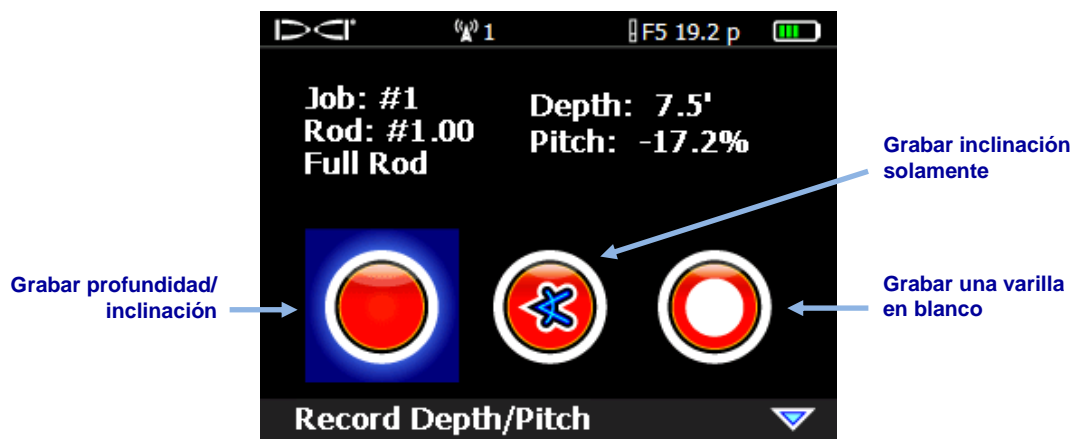 DCI 1 F5 19.2 p
Job: #1
Rod: #1.00
Full Rod
Depth: 7.5'
Pitch: -17.2%
Grabar inclinación
solamente
Grabar profundidad/
inclinación
Grabar una varilla
en blanco
Record Depth/Pitch